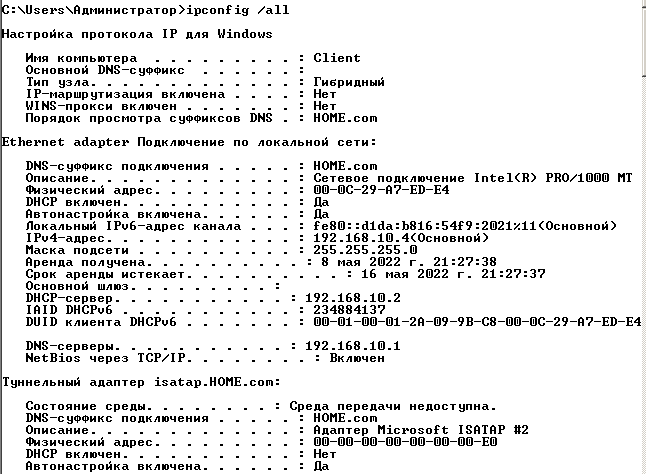 C:\Users\Администратор>ipconfig /all
Настройка протокола IP для Windows
Имя компьютера . . . . . . . . . : Client
Основной DNS-суффикс . . . . . . :
Тип узла. . . . . . . . . . . . . : Гибридный
IP-маршрутизация включена . . . . : Нет
WINS-прокси включен . . . . . . . : Нет
Порядок просмотра суффиксов DNS . : HOME.com
Ethernet adapter Подключение по локальной сети:
DNS-суффикс подключения . . . . . : HOME.com
Описание. . . . . . . . . . . . . : Сетевое подключение Intel(R) PRO/1000 MT
Физический адрес. . . . . . . . . : 00-0C-29-A7-ED-E4
DHCP включен. . . . . . . . . . . : Да
Автонастройка включена. . . . . . : Да
Локальный IPv6-адрес канала . . . : fe80::d1da:b816:54f9:2021%11(Основной)
IPv4-адрес. . . . . . . . . . . . : 192.168.10.4(Основной)
Маска подсети . . . . . . . . . . : 255.255.255.0
Аренда получена. . . . . . . . . . : 8 мая 2022 г. 21:27:38
Срок аренды истекает. . . . . . . . . . : 16 мая 2022 г. 21:27:37
Основной шлюз. . . . . . . . . :
DHCP-сервер. . . . . . . . . . . : 192.168.10.2
IAID DHCPv6 . . . . . . . . . . . : 234884137
DUID клиента DHCPv6 . . . . . . . : 00-01-00-01-2A-09-9B-C8-00-0C-29-A7-ED-E4
DNS-серверы. . . . . . . . . . . : 192.168.10.1
NetBios через TCP/IP. . . . . . . . : Включен
Туннельный адаптер isatap.HOME.com:
Состояние среды. . . . . . . . : Среда передачи недоступна.
DNS-суффикс подключения . . . . . : HOME.com
Описание. . . . . . . . . . . . . : Адаптер Microsoft ISATAP #2
Физический адрес. . . . . . . . . : 00-00-00-00-00-00-00-E0
DHCP включен. . . . . . . . . . . : Нет
Автонастройка включена. . . . . . : Да